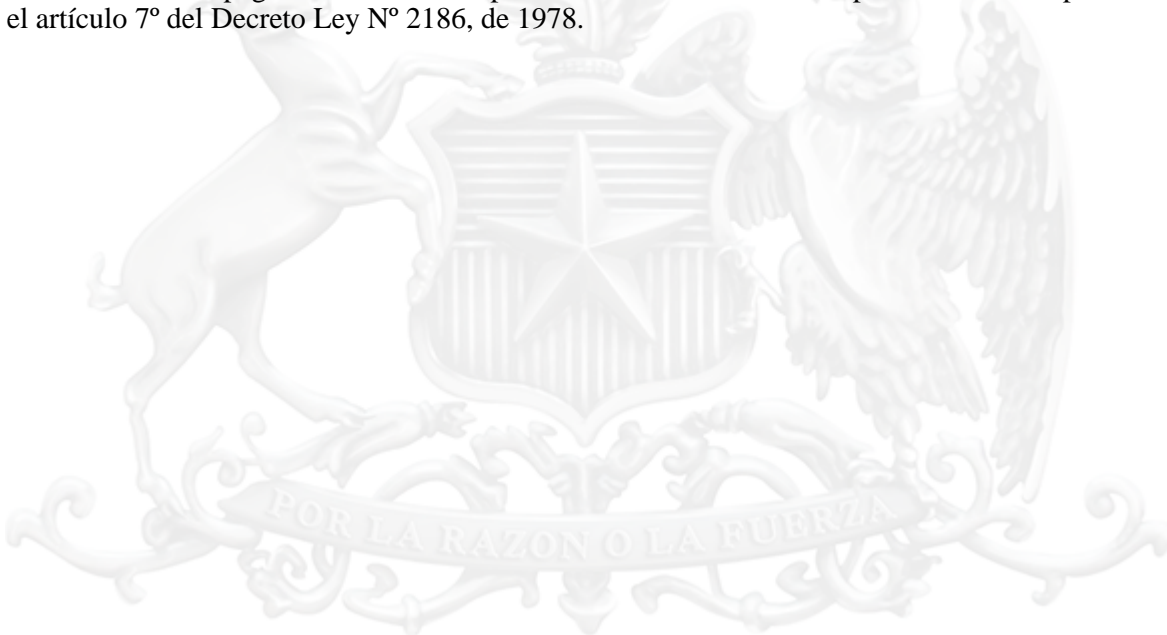 el artículo 7º del Decreto Ley Nº 2186, de 1978.
POR LA RAZON O LA FUERZA